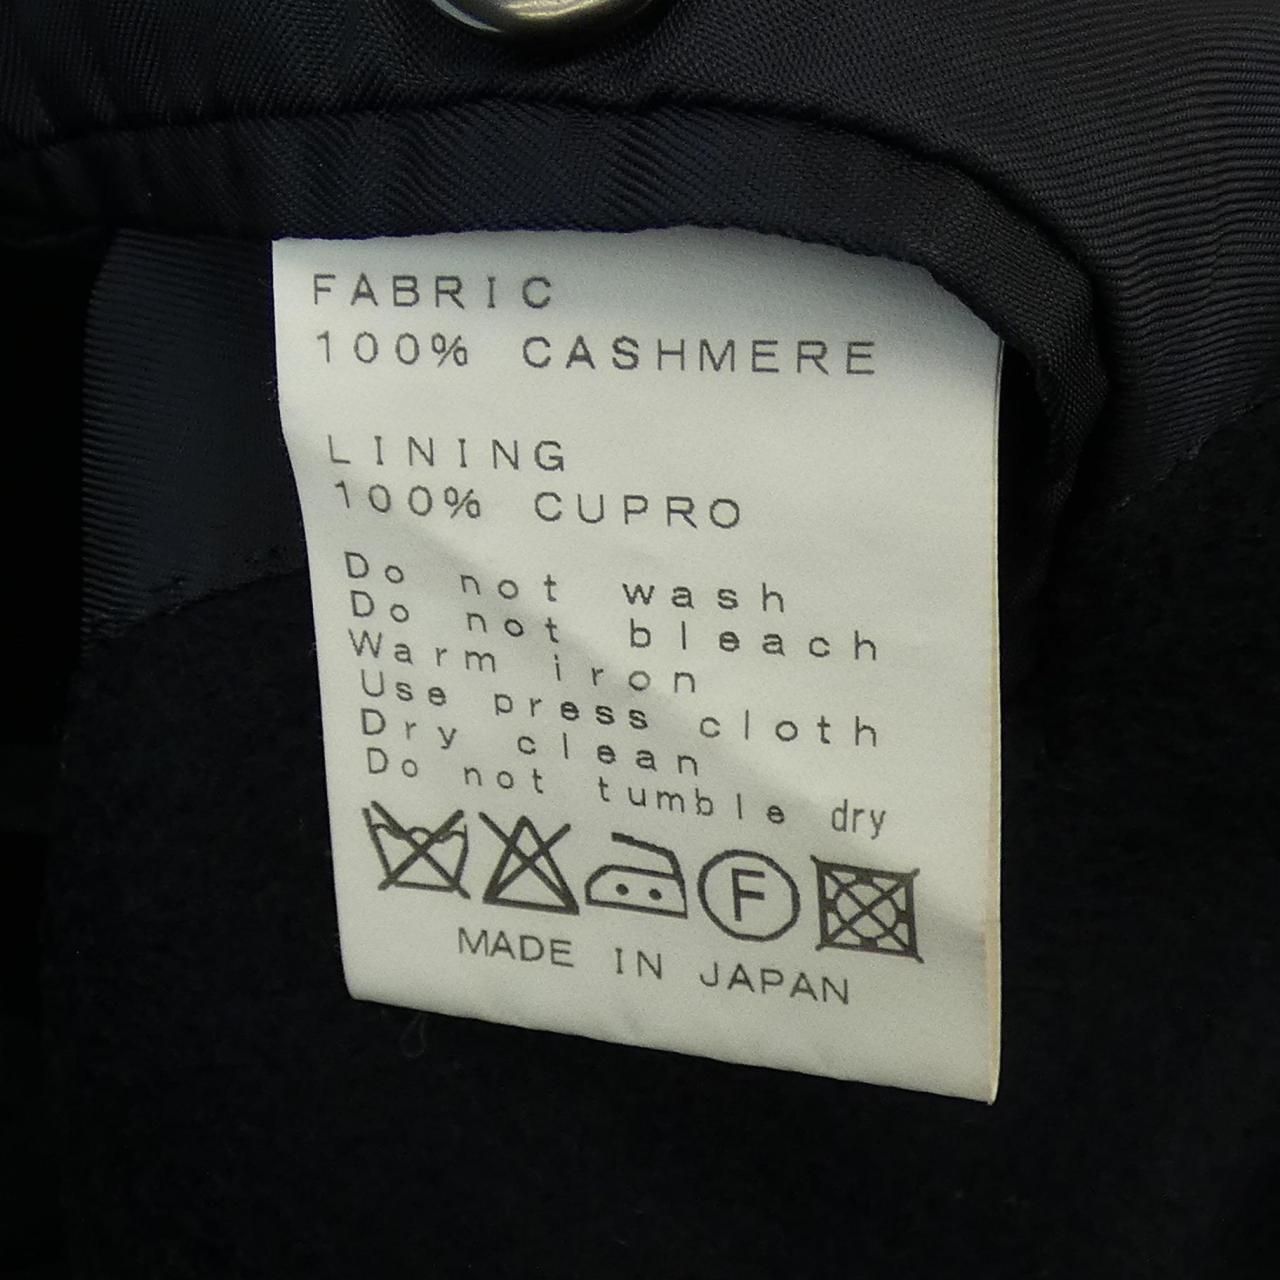 FABRIC
100% CASHMERE
LINING
100% CUPRO
Do not wash
Do not bleach
Warm iron
Use press cloth
Dry clean
Do not tumble dry
F
MADE IN JAPAN